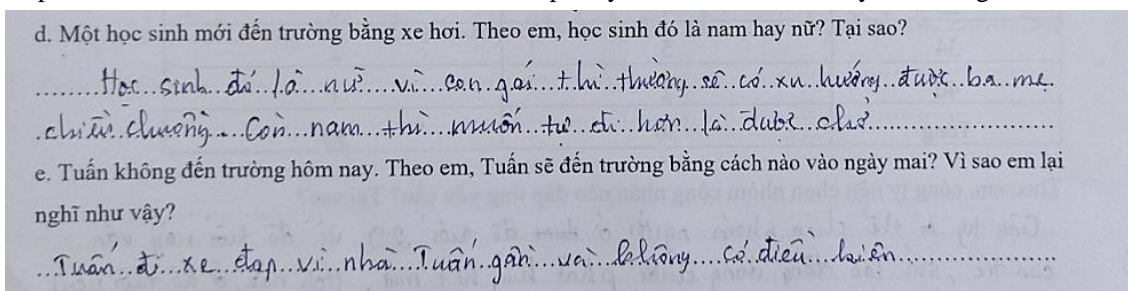 d. Một học sinh mới đến trường bằng xe hơi. Theo em, học sinh đó là nam hay nữ? Tại sao?
Học sinh đó là nữ vì con gái thì thường sẽ có xu hướng được ba mẹ
chiều chuộng. Còn nam thì muốn tự đi hơn là được chở
e. Tuấn không đến trường hôm nay. Theo em, Tuấn sẽ đến trường bằng cách nào vào ngày mai? Vì sao em lại
nghĩ như vậy?
Tuấn đi xe đạp vì nhà Tuấn gần và không có điều kiện